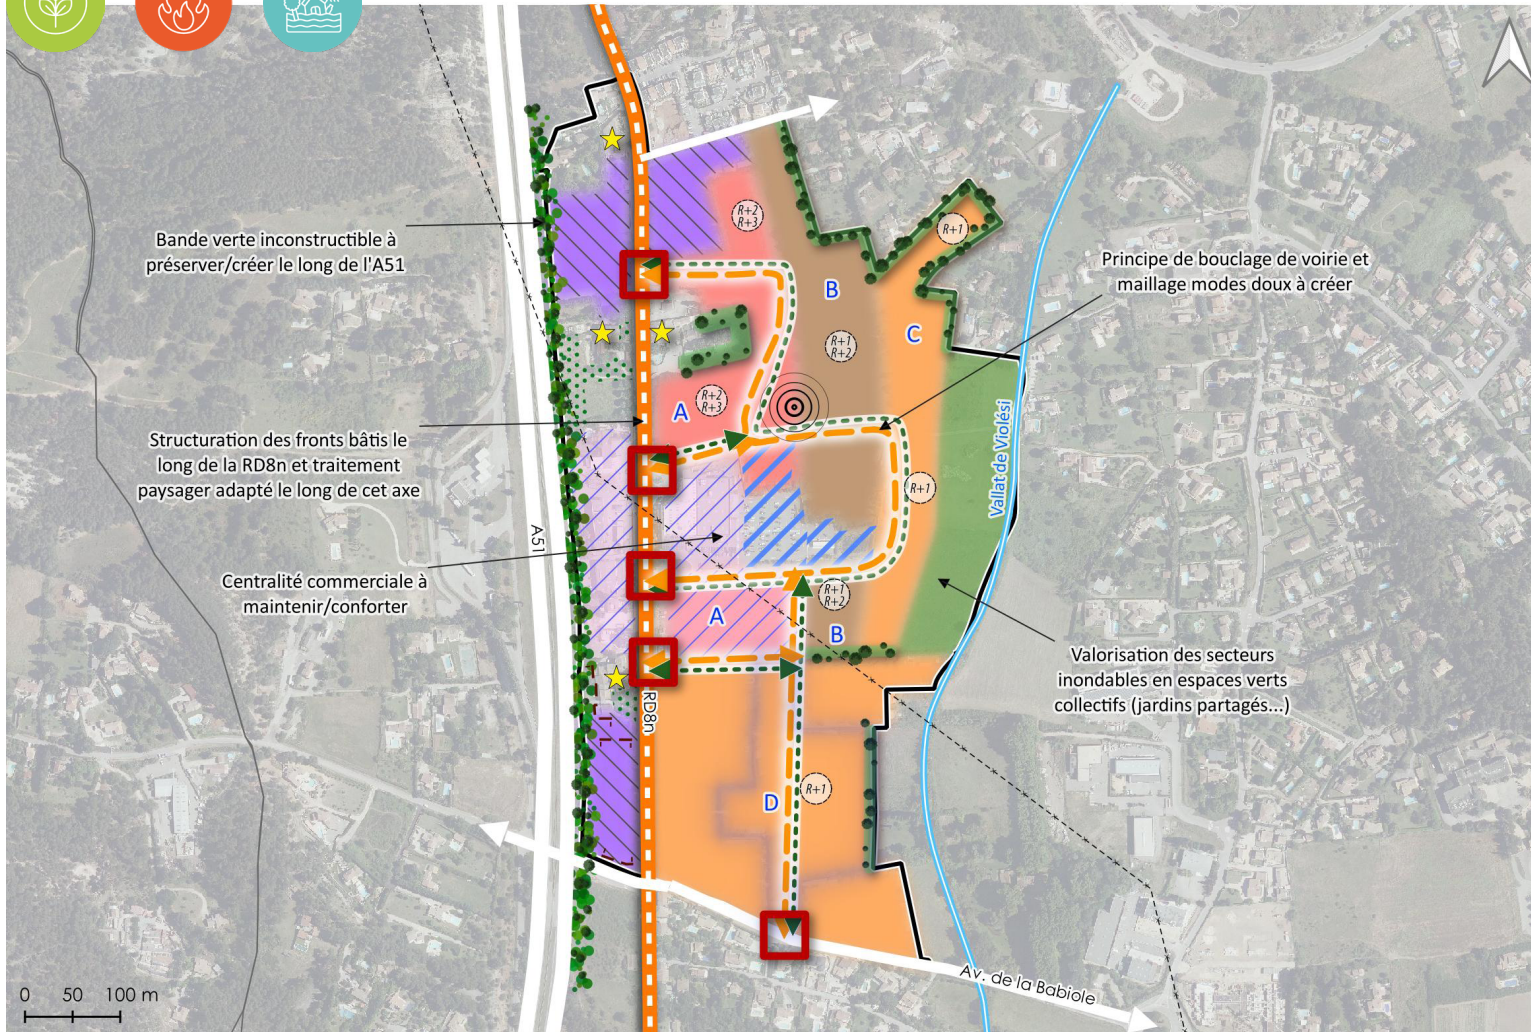 R+2
R+3
R+1
Bande verte inconstructible à
préserver/créer le long de l'A51
Principe de bouclage de voirie et
maillage modes doux à créer
B
C
R+1
R+2
R+2
R+3
A
Structuration des fronts bâtis le
long de la RD8n et traitement
paysager adapté le long de cet axe
Vallat de Violési
R+1
A51
Centralité commerciale à
maintenir/conforter
R+1
R+2
A
B
Valorisation des secteurs
inondables en espaces verts
collectifs (jardins partagés...)
RD8n
R+1
D
Av. de la Babiole
0 50 100 m